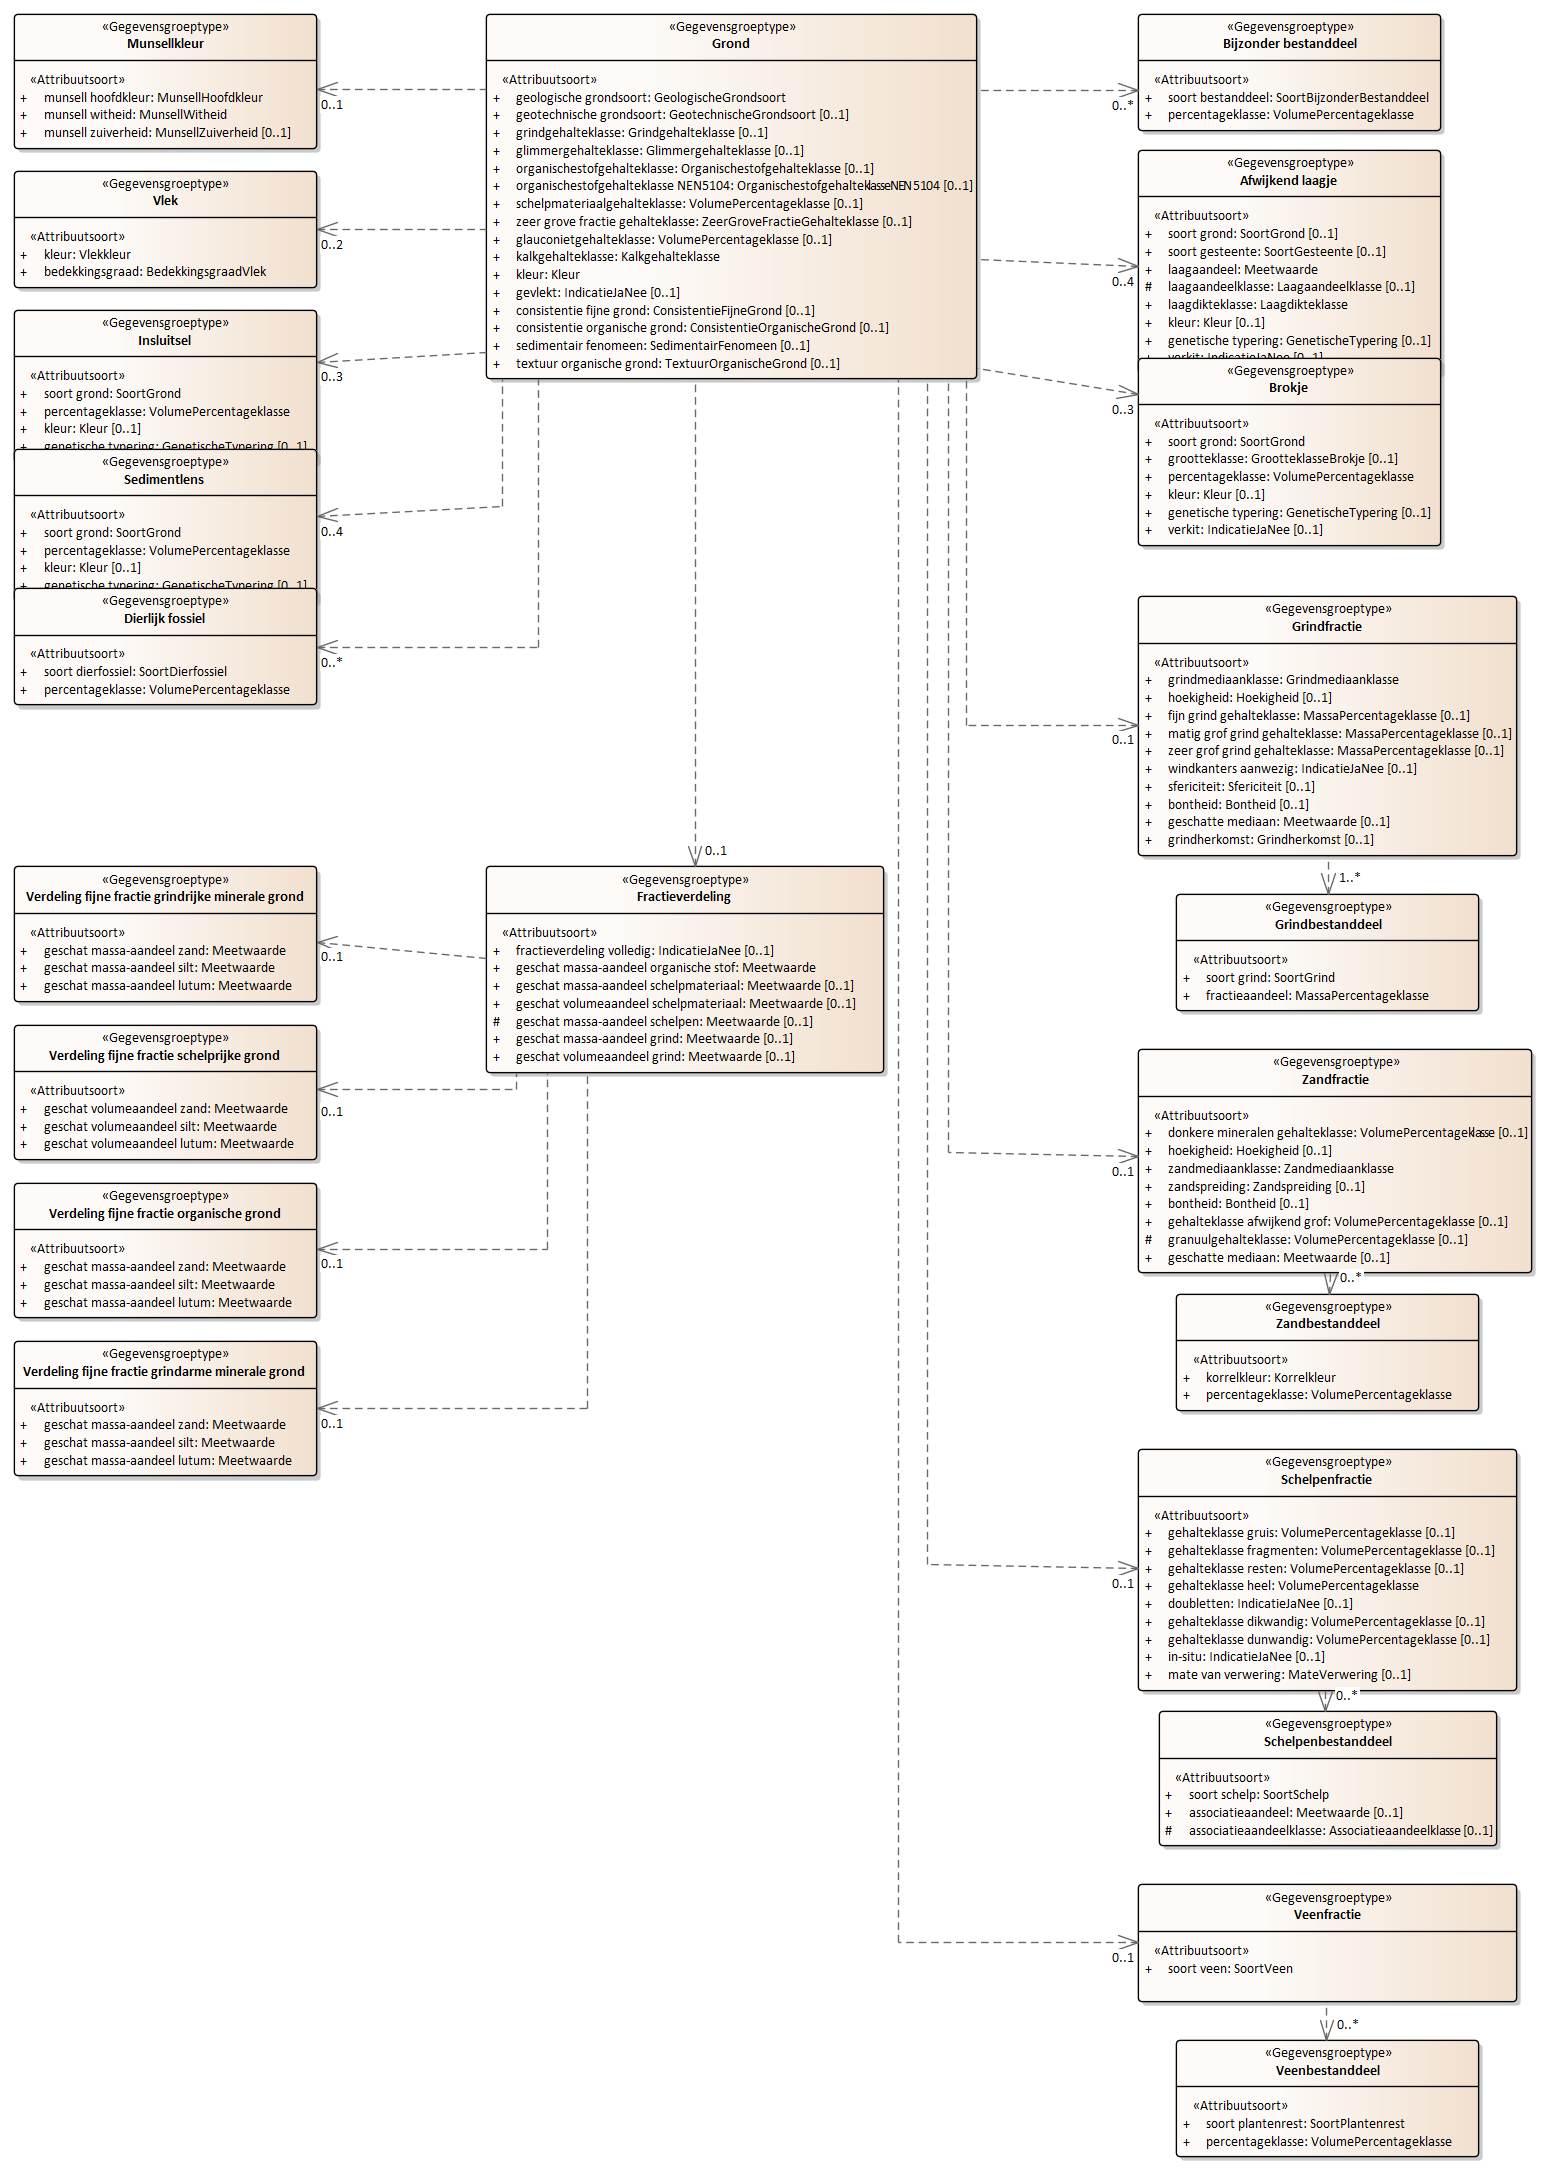 «Gegevensgroeptype»
Munsellkleur
«Attribuutsoort»
+ munsell hoofdkleur: MunsellHoofdkleur
+ munsell witheid: MunsellWitheid
+ munsell zuiverheid: MunsellZuiverheid [0..1]
0..1
«Gegevensgroeptype»
Vlek
«Attribuutsoort»
+ kleur: Vlekkleur
+ bedekkingsgraad: BedekkingsgraadVlek
0..2
«Gegevensgroeptype»
Insluitsel
«Attribuutsoort»
+ soort grond: SoortGrond
+ percentageklasse: VolumePercentageklasse
+ kleur: Kleur [0..1]
+ genetische typering: GenetischeTypering [0..1]
0..3
«Gegevensgroeptype»
Sedimentlens
«Attribuutsoort»
+ soort grond: SoortGrond
+ percentageklasse: VolumePercentageklasse
+ kleur: Kleur [0..1]
+ genetische typering: GenetischeTypering [0..1]
0..4
«Gegevensgroeptype»
Dierlijk fossiel
«Attribuutsoort»
+ soort dierfossiel: SoortDierfossiel
+ percentageklasse: VolumePercentageklasse
0..*
«Gegevensgroeptype»
Grond
«Attribuutsoort»
+ geologische grondsoort: GeologischeGrondsoort
+ geotechnische grondsoort: GeotechnischeGrondsoort [0..1]
+ grindgehalteklasse: Grindgehalteklasse [0..1]
+ glimmergehalteklasse: Glimmergehalteklasse [0..1]
+ organischestofgehalteklasse: Organischestofgehalteklasse [0..1]
+ organischestofgehalteklasse NEN5104: OrganischestofgehalteklasseNEN5104 [0..1]
+ schelpmateriaalgehalteklasse: VolumePercentageklasse [0..1]
+ zeer grove fractie gehalteklasse: ZeerGroveFractieGehalteklasse [0..1]
+ glauconietgehalteklasse: VolumePercentageklasse [0..1]
+ kalkgehalteklasse: Kalkgehalteklasse
+ kleur: Kleur
+ gevlekt: IndicatieJaNee [0..1]
+ consistentie fijne grond: ConsistentieFijneGrond [0..1]
+ consistentie organische grond: ConsistentieOrganischeGrond [0..1]
+ sedimentair fenomeen: SedimentairFenomeen [0..1]
+ textuur organische grond: TextuurOrganischeGrond [0..1]
«Gegevensgroeptype»
Bijzonder bestanddeel
«Attribuutsoort»
+ soort bestanddeel: SoortBijzonderBestanddeel
+ percentageklasse: VolumePercentageklasse
0..*
«Gegevensgroeptype»
Afwijkend laagje
«Attribuutsoort»
+ soort grond: SoortGrond [0..1]
+ soort gesteente: SoortGesteente [0..1]
+ laagaandeel: Meetwaarde
# laagaandeelklasse: Laagaandeelklasse [0..1]
+ laagdikteklasse: Laagdikteklasse
+ kleur: Kleur [0..1]
+ genetische typering: GenetischeTypering [0..1]
+ verkit: IndicatieJaNee [0..1]
0..4
«Gegevensgroeptype»
Brokje
«Attribuutsoort»
+ soort grond: SoortGrond
+ grootteklasse: GrootteklasseBrokje [0..1]
+ percentageklasse: VolumePercentageklasse
+ kleur: Kleur [0..1]
+ genetische typering: GenetischeTypering [0..1]
+ verkit: IndicatieJaNee [0..1]
0..3
«Gegevensgroeptype»
Grindfractie
«Attribuutsoort»
+ grindmediaanklasse: Grindmediaanklasse
+ hoekigheid: Hoekigheid [0..1]
+ fijn grind gehalteklasse: MassaPercentageklasse [0..1]
+ matig grof grind gehalteklasse: MassaPercentageklasse [0..1]
+ zeer grof grind gehalteklasse: MassaPercentageklasse [0..1]
+ windkanters aanwezig: IndicatieJaNee [0..1]
+ sfericiteit: Sfericiteit [0..1]
+ bontheid: Bontheid [0..1]
+ geschatte mediaan: Meetwaarde [0..1]
+ grindherkomst: Grindherkomst [0..1]
0..1
1..*
«Gegevensgroeptype»
Grindbestanddeel
«Attribuutsoort»
+ soort grind: SoortGrind
+ fractieaandeel: MassaPercentageklasse
0..1
«Gegevensgroeptype»
Fractieverdeling
«Attribuutsoort»
+ fractieverdeling volledig: IndicatieJaNee [0..1]
+ geschat massa-aandeel organische stof: Meetwaarde
+ geschat massa-aandeel schelpmateriaal: Meetwaarde [0..1]
+ geschat volumeaandeel schelpmateriaal: Meetwaarde [0..1]
# geschat massa-aandeel schelpen: Meetwaarde [0..1]
+ geschat massa-aandeel grind: Meetwaarde [0..1]
+ geschat volumeaandeel grind: Meetwaarde [0..1]
«Gegevensgroeptype»
Verdeling fijne fractie grindrijke minerale grond
«Attribuutsoort»
+ geschat massa-aandeel zand: Meetwaarde
+ geschat massa-aandeel silt: Meetwaarde
+ geschat massa-aandeel lutum: Meetwaarde
0..1
«Gegevensgroeptype»
Verdeling fijne fractie schelprijke grond
«Attribuutsoort»
+ geschat volumeaandeel zand: Meetwaarde
+ geschat volumeaandeel silt: Meetwaarde
+ geschat volumeaandeel lutum: Meetwaarde
0..1
«Gegevensgroeptype»
Verdeling fijne fractie organische grond
«Attribuutsoort»
+ geschat massa-aandeel zand: Meetwaarde
+ geschat massa-aandeel silt: Meetwaarde
+ geschat massa-aandeel lutum: Meetwaarde
0..1
«Gegevensgroeptype»
Verdeling fijne fractie grindarme minerale grond
«Attribuutsoort»
+ geschat massa-aandeel zand: Meetwaarde
+ geschat massa-aandeel silt: Meetwaarde
+ geschat massa-aandeel lutum: Meetwaarde
0..1
«Gegevensgroeptype»
Zandfractie
«Attribuutsoort»
+ donkere mineralen gehalteklasse: VolumePercentageklasse [0..1]
+ hoekigheid: Hoekigheid [0..1]
+ zandmediaanklasse: Zandmediaanklasse
+ zandspreiding: Zandspreiding [0..1]
+ bontheid: Bontheid [0..1]
+ gehalteklasse afwijkend grof: VolumePercentageklasse [0..1]
# granuulgehalteklasse: VolumePercentageklasse [0..1]
+ geschatte mediaan: Meetwaarde [0..1]
0..1
0..*
«Gegevensgroeptype»
Zandbestanddeel
«Attribuutsoort»
+ korrelkleur: Korrelkleur
+ percentageklasse: VolumePercentageklasse
«Gegevensgroeptype»
Schelpenfractie
«Attribuutsoort»
+ gehalteklasse gruis: VolumePercentageklasse [0..1]
+ gehalteklasse fragmenten: VolumePercentageklasse [0..1]
+ gehalteklasse resten: VolumePercentageklasse [0..1]
+ gehalteklasse heel: VolumePercentageklasse
+ doubletten: IndicatieJaNee [0..1]
+ gehalteklasse dikwandig: VolumePercentageklasse [0..1]
+ gehalteklasse dunwandig: VolumePercentageklasse [0..1]
+ in-situ: IndicatieJaNee [0..1]
+ mate van verwering: MateVerwering [0..1]
0..1
0..*
«Gegevensgroeptype»
Schelpenbestanddeel
«Attribuutsoort»
+ soort schelp: SoortSchelp
+ associatieaandeel: Meetwaarde [0..1]
# associatieaandeelklasse: Associatieaandeelklasse [0..1]
«Gegevensgroeptype»
Veenfractie
«Attribuutsoort»
+ soort veen: SoortVeen
0..1
0..*
«Gegevensgroeptype»
Veenbestanddeel
«Attribuutsoort»
+ soort plantenrest: SoortPlantenrest
+ percentageklasse: VolumePercentageklasse